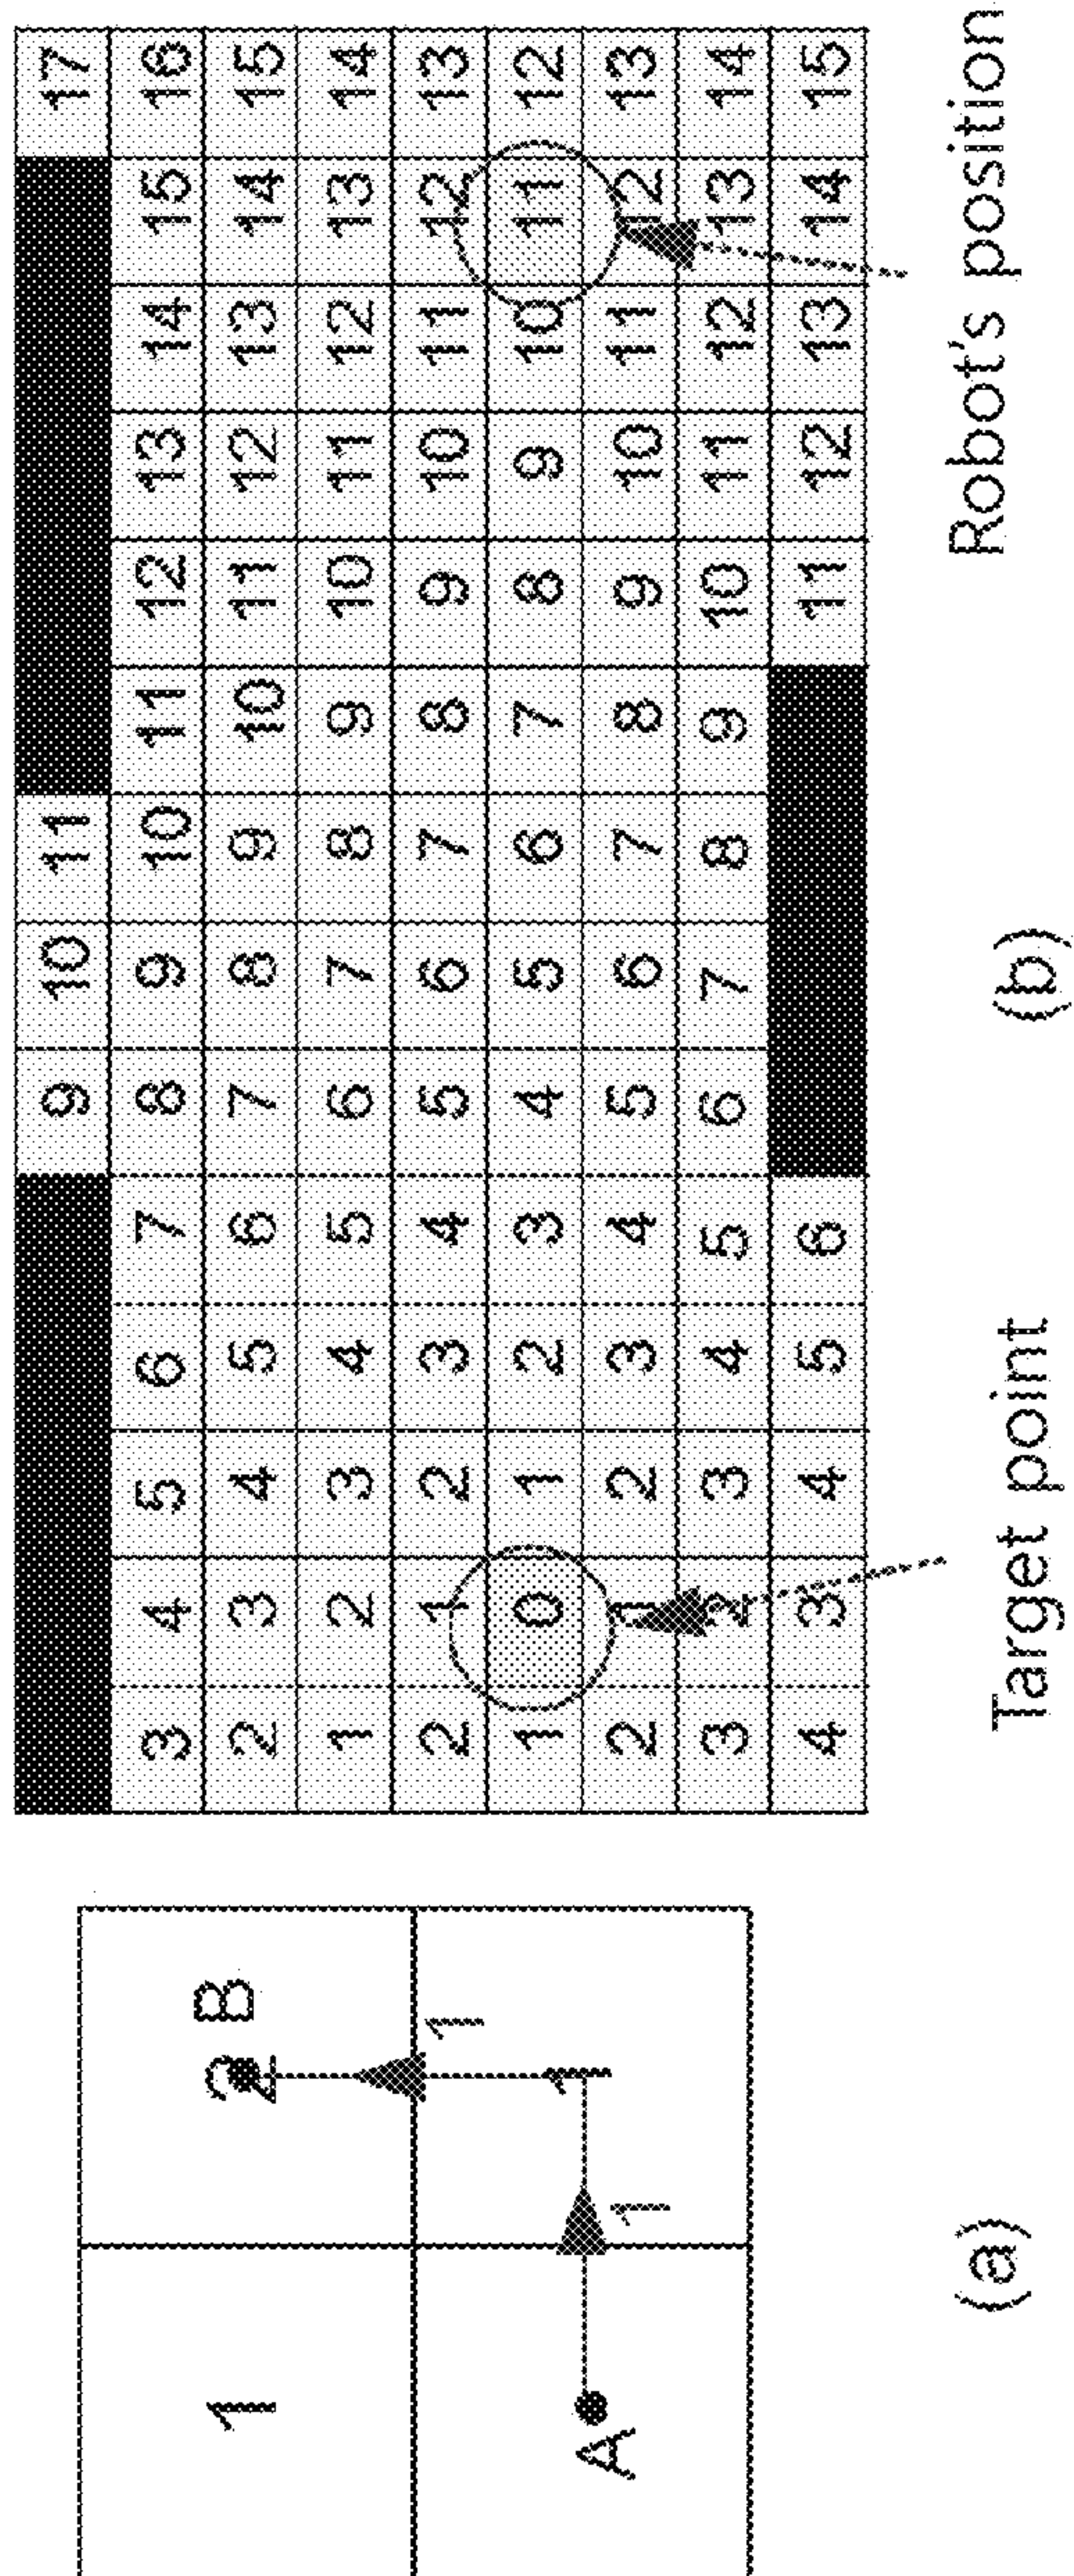 1 2 B
1
A 1
1
(a)
9 10 11 17
3 4 5 6 7 8 9 10 11 12 13 14 15 16
2 3 4 5 6 7 8 9 10 11 12 13 14 15
1 2 3 4 5 6 7 8 9 10 11 12 13 14
2 1 2 3 4 5 6 7 8 9 10 11 12 13
1 0 1 2 3 4 5 6 7 8 9 10 11 12
2 1 2 3 4 5 6 7 8 9 10 11 12 13
3 2 3 4 5 6 7 8 9 10 11 12 13 14
4 3 4 5 6 11 12 13 14 15
Target point
Robot's position
(b)